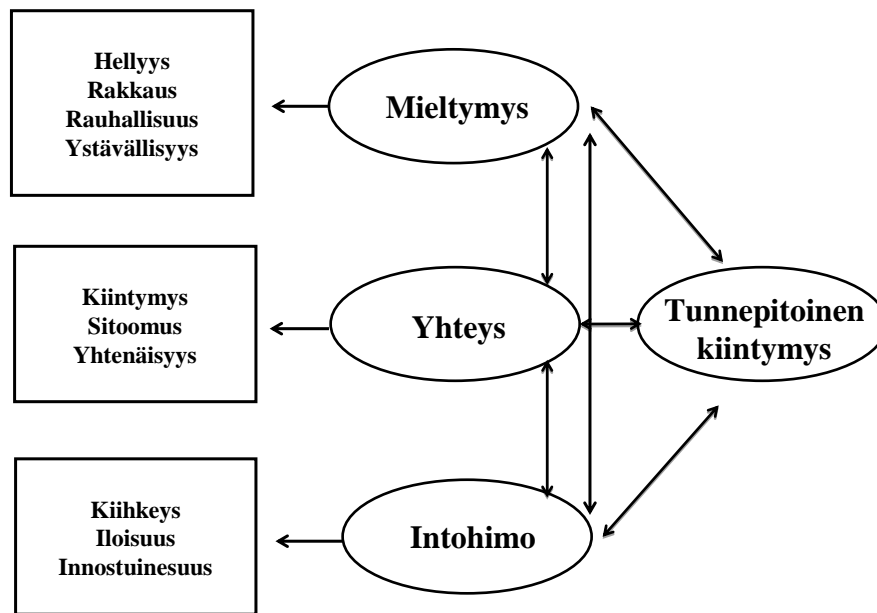 Hellyys
Rakkaus
Rauhallisuus
Ystävällisyys
Mieltymys
Kiintymys
Sitoomus
Yhtenäisyys
Yhteys
Tunnepitoinen
kiintymys
Kiihkeys
Iloisuus
Innostuinesuus
Intohimo